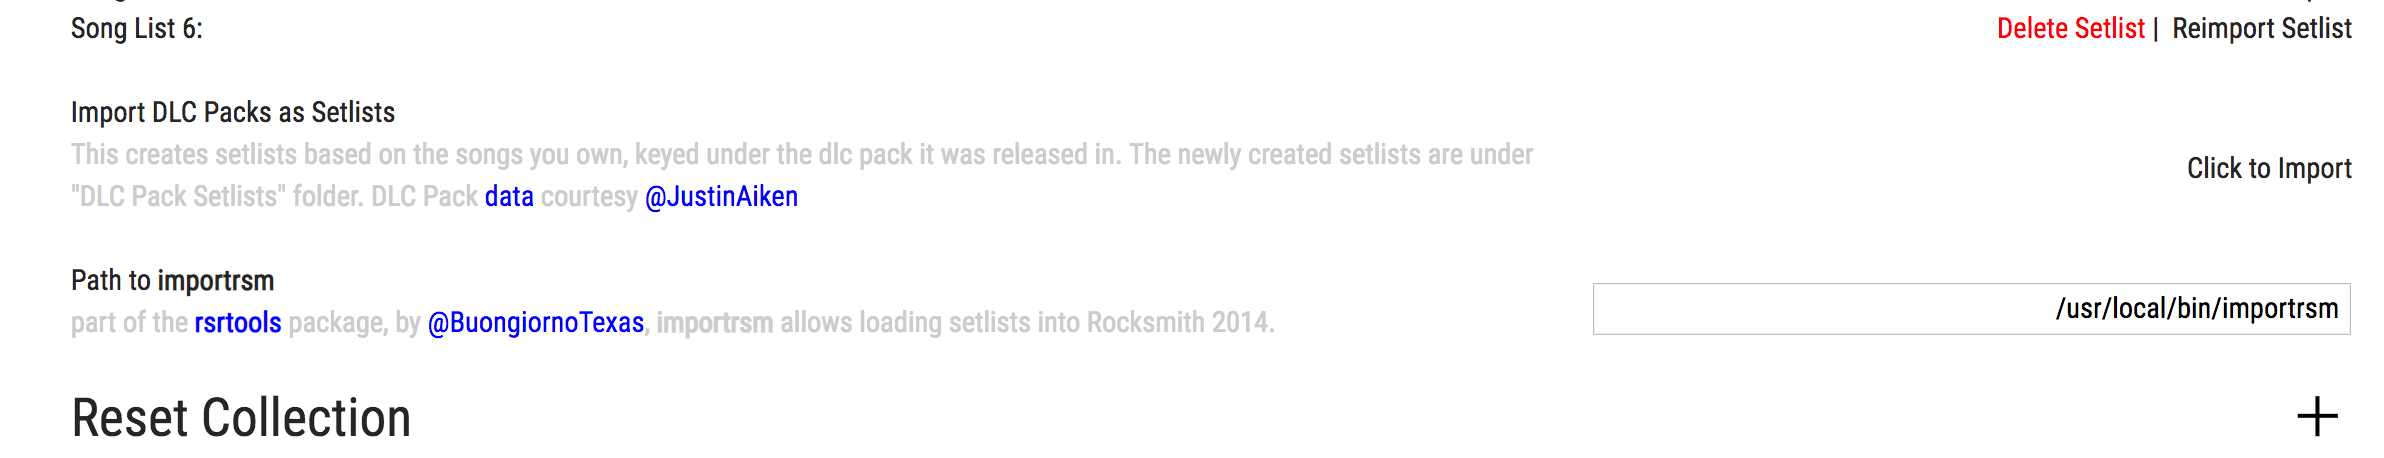 Song List 6:
Delete Setlist | Reimport Setlist
Import DLC Packs as Setlists
This creates setlists based on the songs you own, keyed under the dlc pack it was released in. The newly created setlists are under
"DLC Pack Setlists" folder. DLC Pack data courtesy @JustinAiken
Click to Import
Path to importrsm
part of the rsrtools package, by @BuongiornoTexas, importrsm allows loading setlists into Rocksmith 2014.
/usr/local/bin/importrsm
Reset Collection